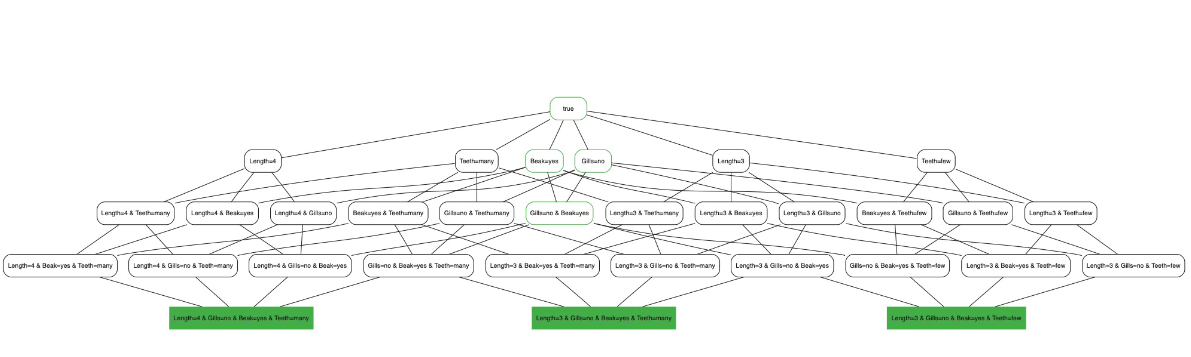 true
Length=4
Teeth=many
Beak=yes
Gills=no
Length=3
Teeth=few
Length=4 & Teeth=many
Length=4 & Beak=yes
Length=4 & Gills=no
Beak=yes & Teeth=many
Gills=no & Teeth=many
Gills=no & Beak=yes
Length=3 & Teeth=many
Length=3 & Beak=yes
Length=3 & Gills=no
Beak=yes & Teeth=few
Gills=no & Teeth=few
Length=3 & Teeth=few
Length=4 & Beak=yes & Teeth=many
Length=4 & Gills=no & Teeth=many
Length=4 & Gills=no & Beak=yes
Gills=no & Beak=yes & Teeth=many
Length=3 & Beak=yes & Teeth=many
Length=3 & Gills=no & Teeth=many
Length=3 & Gills=no & Beak=yes
Gills=no & Beak=yes & Teeth=few
Length=3 & Beak=yes & Teeth=few
Length=3 & Gills=no & Teeth=few
Length=4 & Gills=no & Beak=yes & Teeth=many
Length=3 & Gills=no & Beak=yes & Teeth=many
Length=3 & Gills=no & Beak=yes & Teeth=few